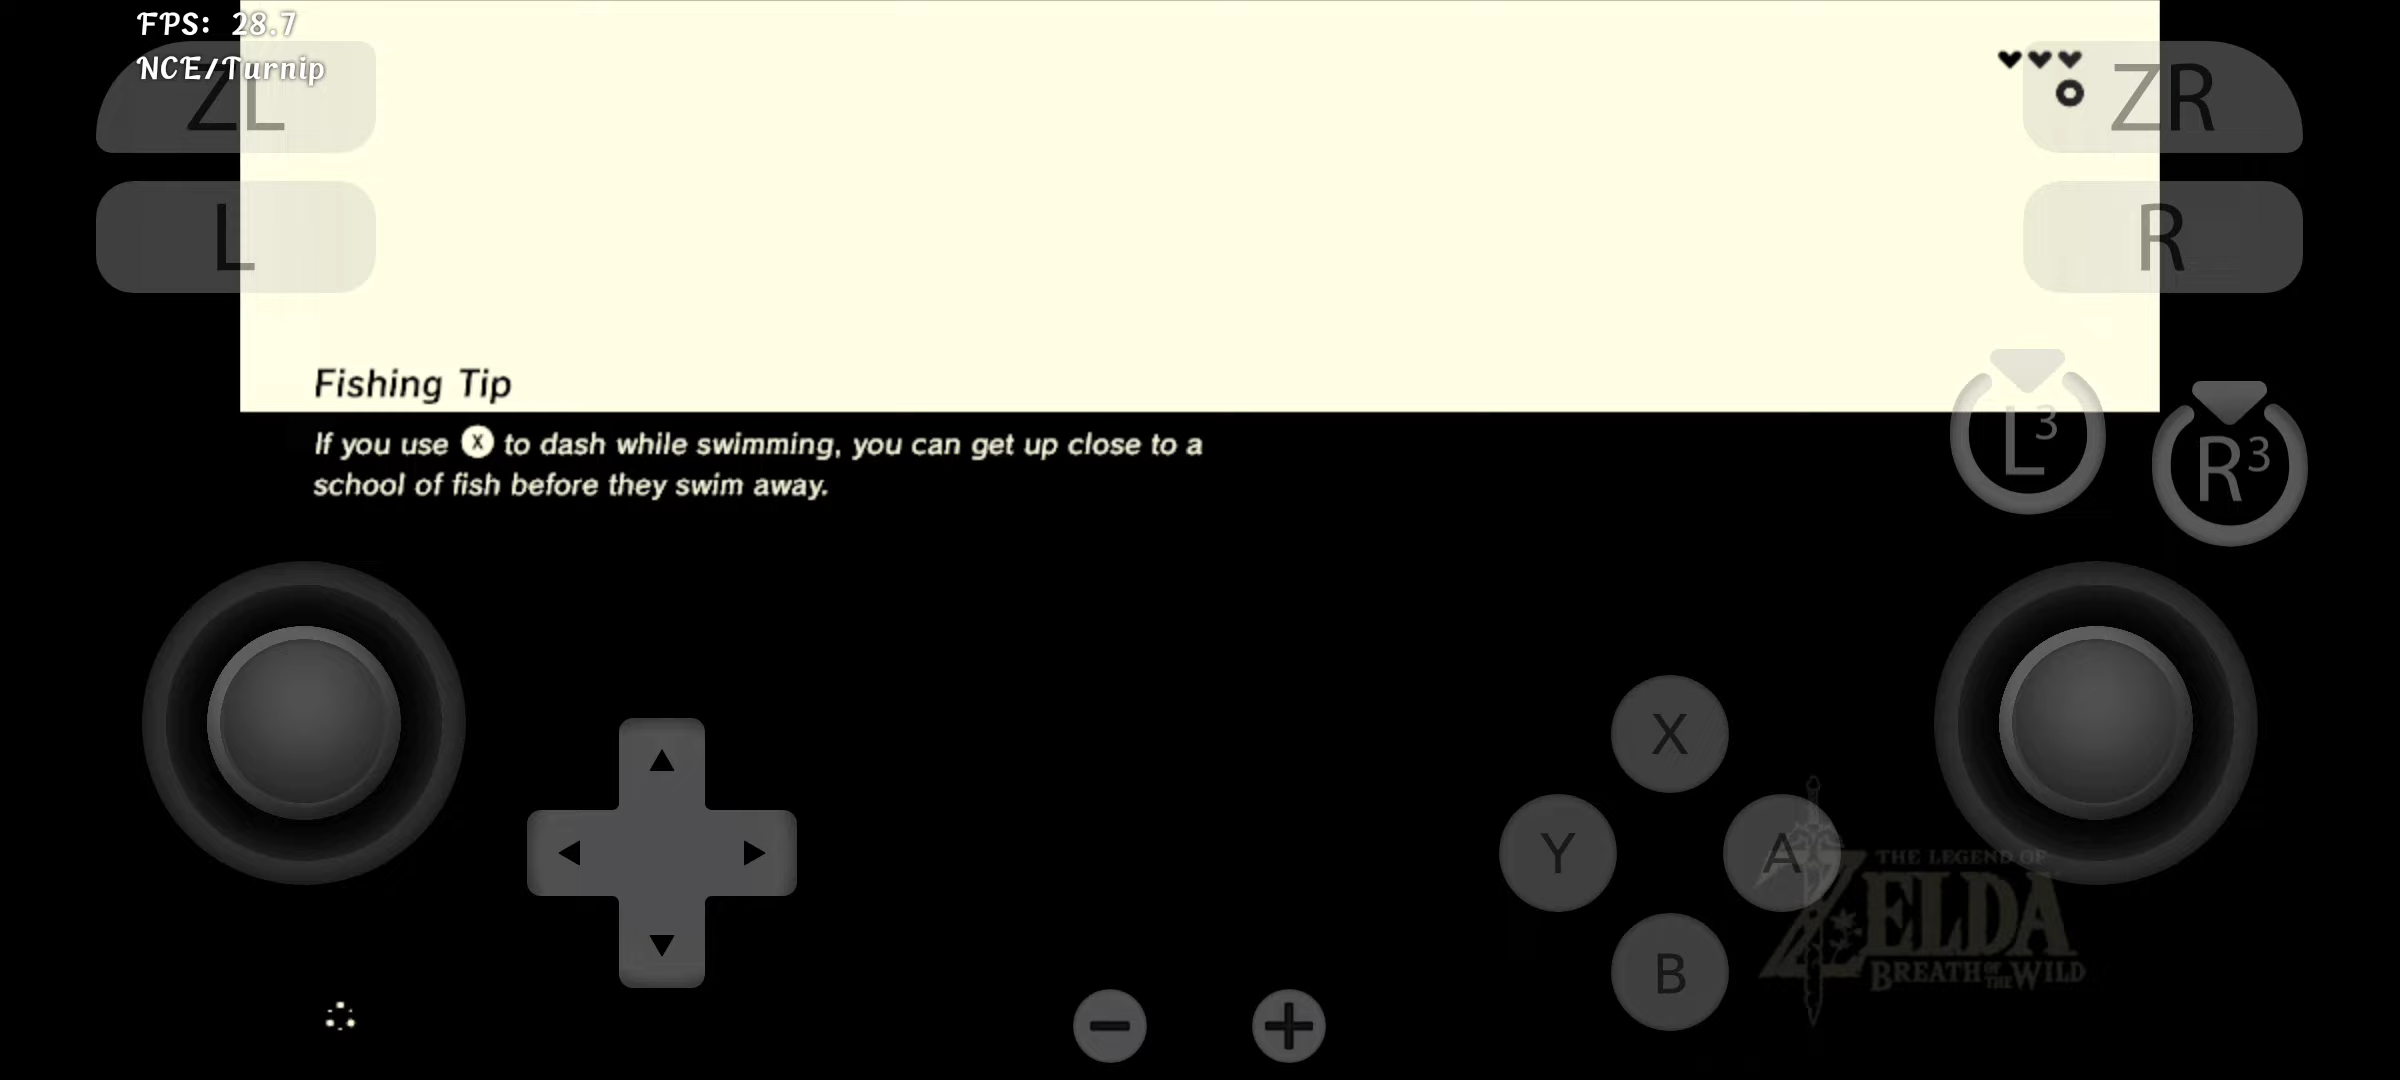 FPS: 28.7
NCE/Turnip
ZL
ZR
L
R
Fishing Tip
If you use X to dash while swimming, you can get up close to a
school of fish before they swim away.
L3
R3
X
Y
A
B
THE LEGEND OF
ZELDA
BREATH OF THE WILD